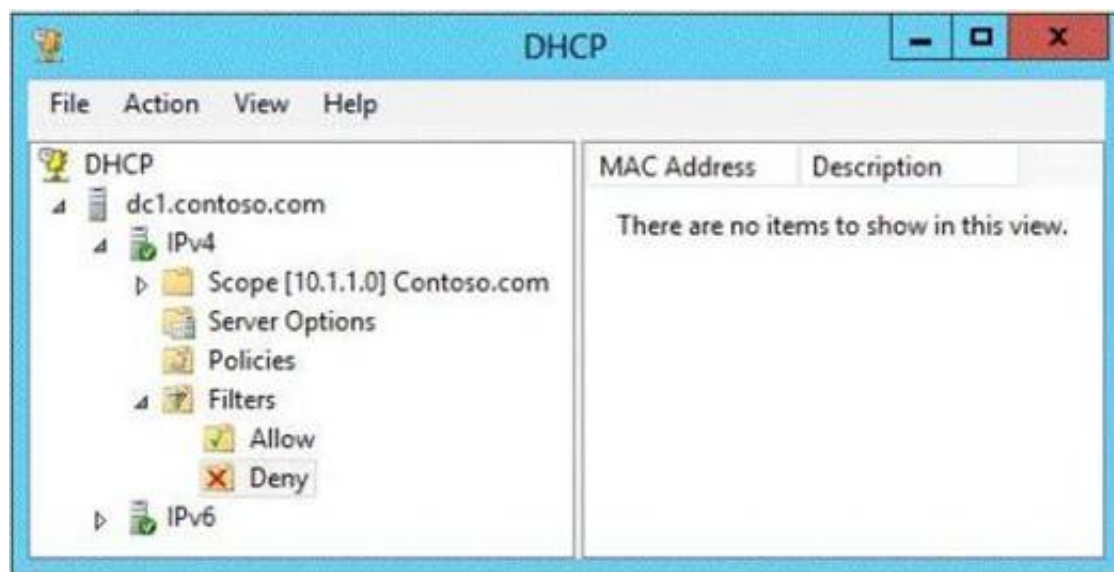 DHCP
File Action View Help
DHCP
dc1.contoso.com
IPv4
Scope [10.1.1.0] Contoso.com
Server Options
Policies
Filters
Allow
Deny
IPv6
MAC Address Description
There are no items to show in this view.